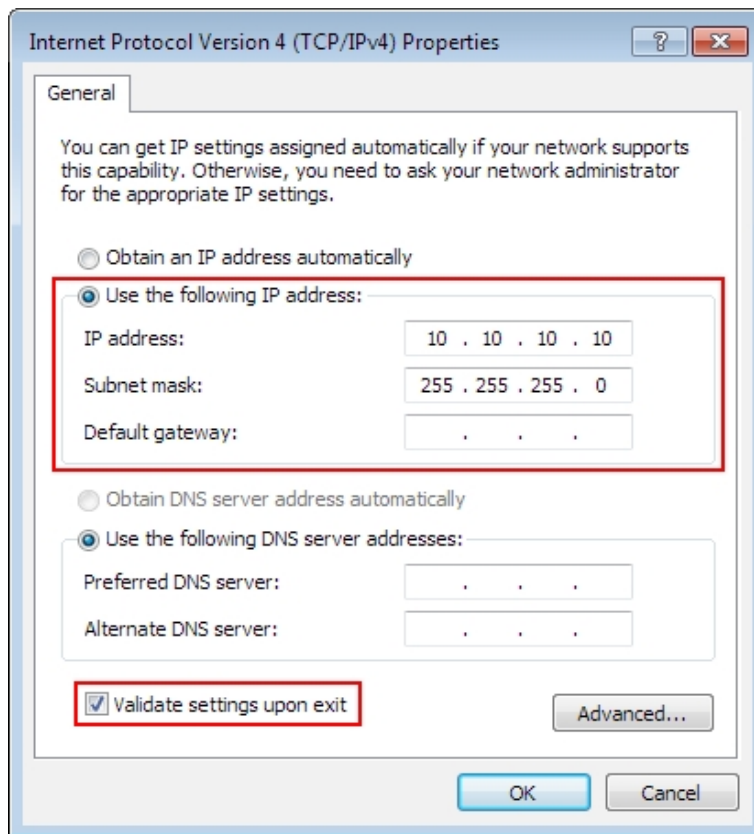 Internet Protocol Version 4 (TCP/IPv4) Properties
General
You can get IP settings assigned automatically if your network supports
this capability. Otherwise, you need to ask your network administrator
for the appropriate IP settings.
Obtain an IP address automatically
Use the following IP address:
IP address: 10 . 10 . 10 . 10
Subnet mask: 255 . 255 . 255 . 0
Default gateway: . . .
Obtain DNS server address automatically
Use the following DNS server addresses:
Preferred DNS server: . . .
Alternate DNS server: . . .
Validate settings upon exit
Advanced...
OK Cancel